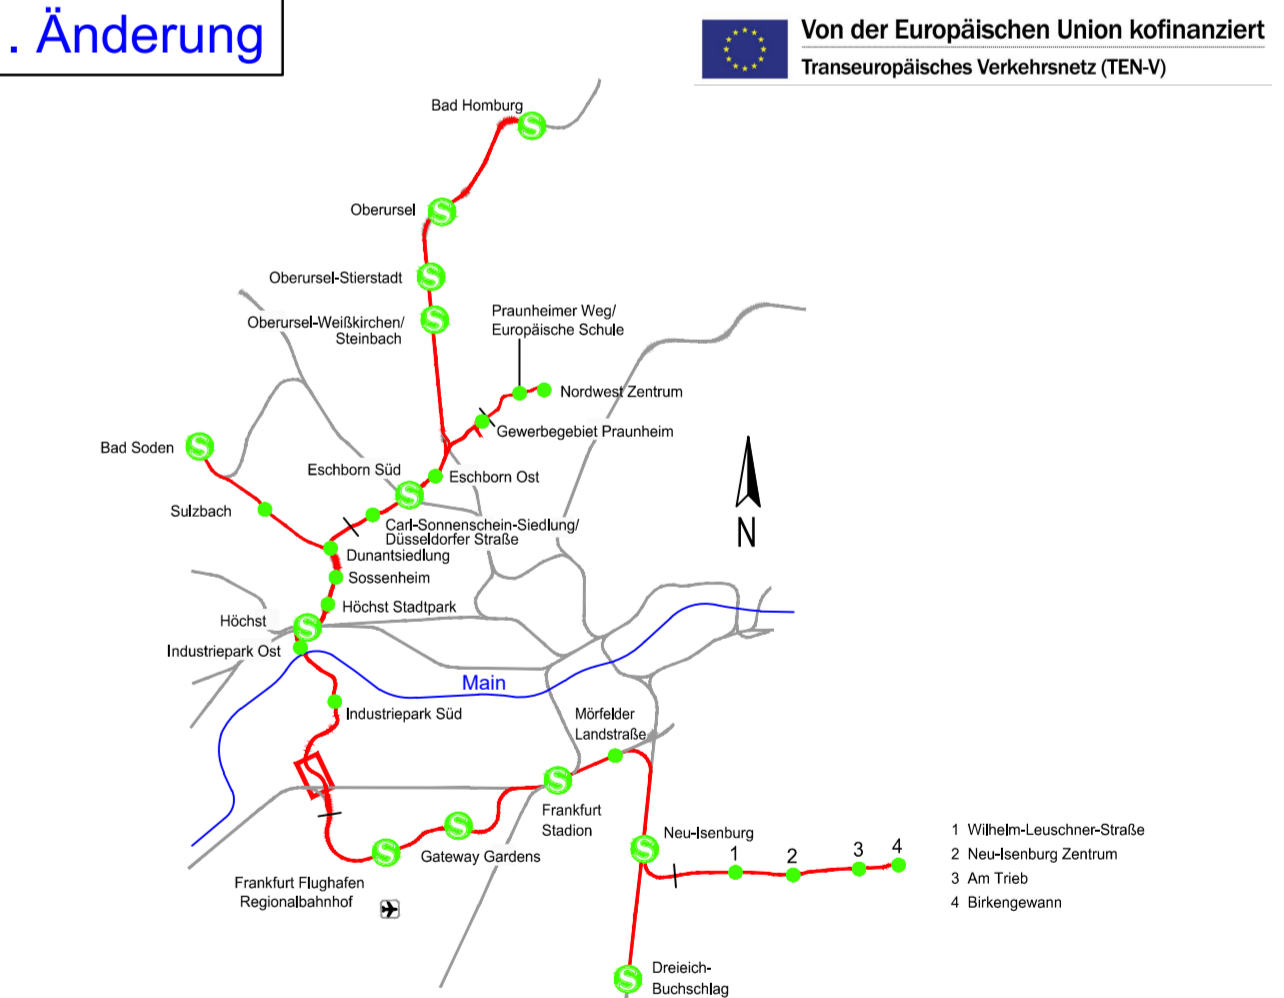 . Änderung
Von der Europäischen Union kofinanziert
Transeuropäisches Verkehrsnetz (TEN-V)
Bad Homburg
S
Oberursel
S
Oberursel-Stierstadt
S
Oberursel-Weißkirchen/
Steinbach
S
Praunheimer Weg/
Europäische Schule
Nordwest Zentrum
Gewerbegebiet Praunheim
Bad Soden
S
Eschborn Süd
S
Eschborn Ost
Sulzbach
Carl-Sonnenschein-Siedlung/
Düsseldorfer Straße
Dunantsiedlung
Sossenheim
Höchst Stadtpark
Höchst
S
Industriepark Ost
N
Main
Industriepark Süd
Mörfelder
Landstraße
S
Frankfurt
Stadion
S
Gateway Gardens
S
Frankfurt Flughafen
Regionalbahnhof
Neu-Isenburg
S
1
2
3
4
1 Wilhelm-Leuschner-Straße
2 Neu-Isenburg Zentrum
3 Am Trieb
4 Birkengewann
S
Dreieich-
Buchschlag